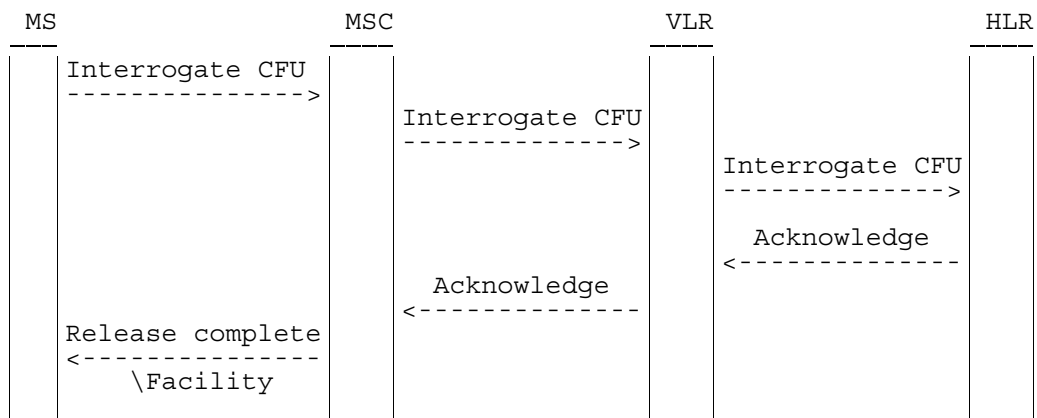 MS MSC VLR HLR
Interrogate CFU
--------------->
Interrogate CFU
-------------->
Interrogate CFU
-------------->
Acknowledge
<--------------
Acknowledge
<--------------
Release complete
<---------------
\Facility